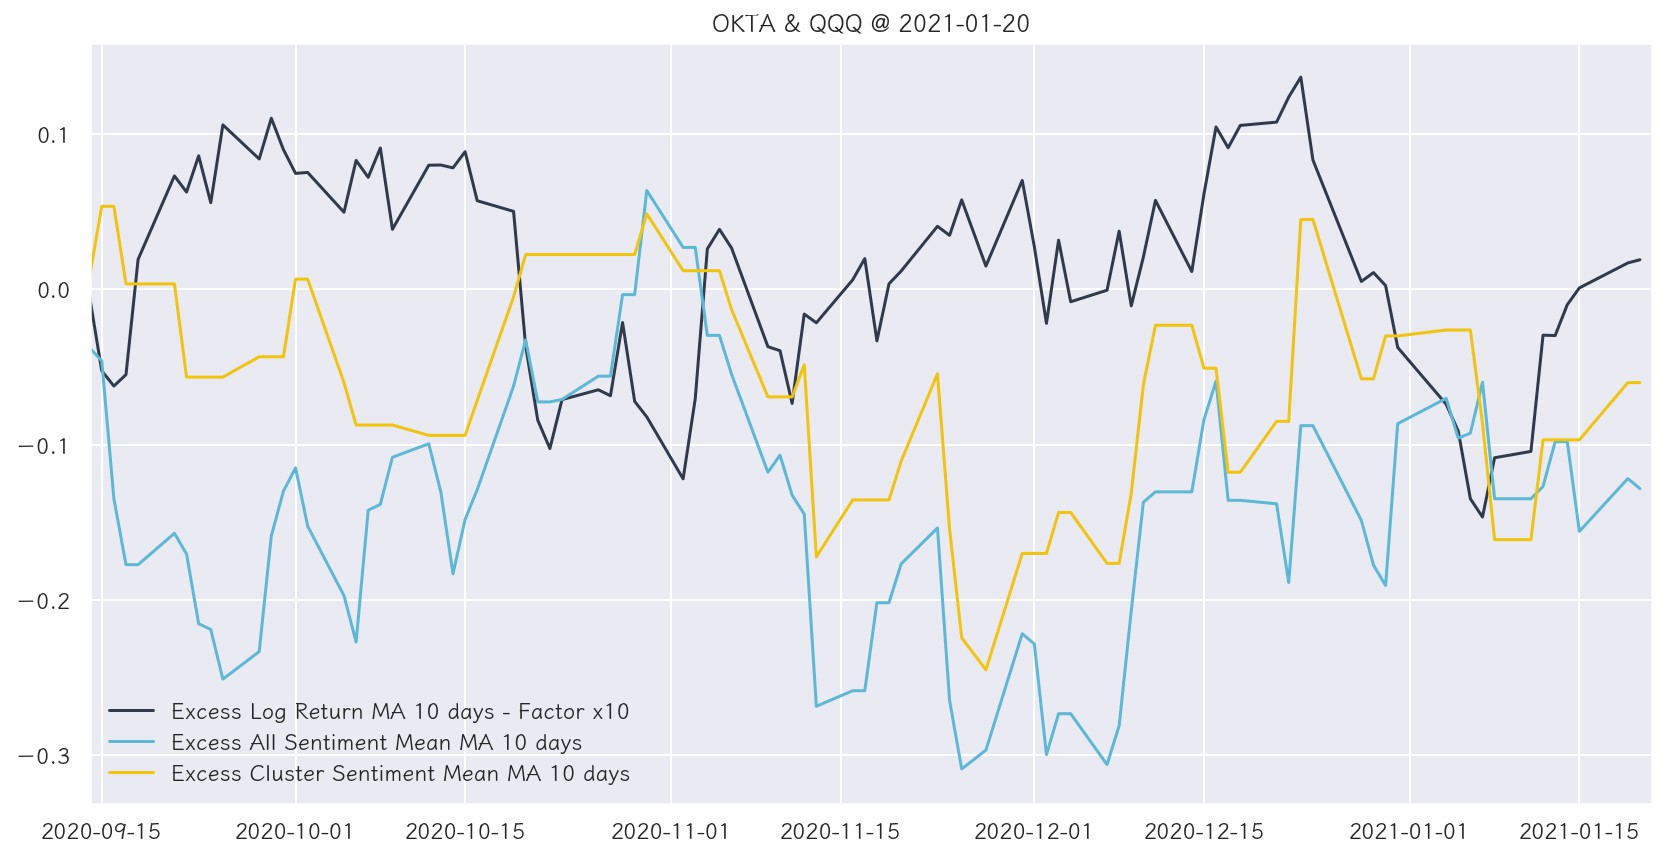 OKTA & QQQ @ 2021-01-20
0.1
0.0
−0.1
−0.2
−0.3
Excess Log Return MA 10 days - Factor x10
Excess All Sentiment Mean MA 10 days
Excess Cluster Sentiment Mean MA 10 days
2020-09-15 2020-10-01 2020-10-15 2020-11-01 2020-11-15 2020-12-01 2020-12-15 2021-01-01 2021-01-15